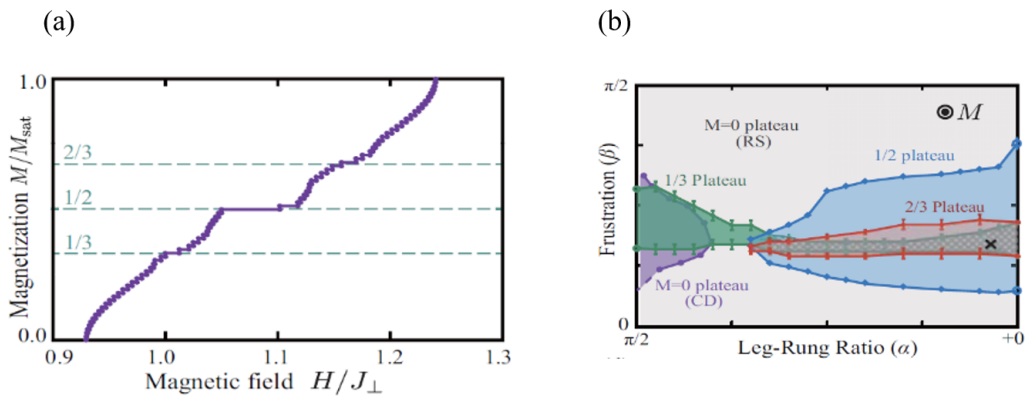 (a)
(b)
Magnetization M/M_sat
1.0
2/3
1/2
1/3
0.0
0.9
1.0
1.1
1.2
1.3
Magnetic field H/J⊥
Frustration (β)
π/2
0
M
M=0 plateau
(RS)
1/2 plateau
1/3 Plateau
2/3 Plateau
M=0 plateau
(CD)
π/2
+0
Leg-Rung Ratio (α)